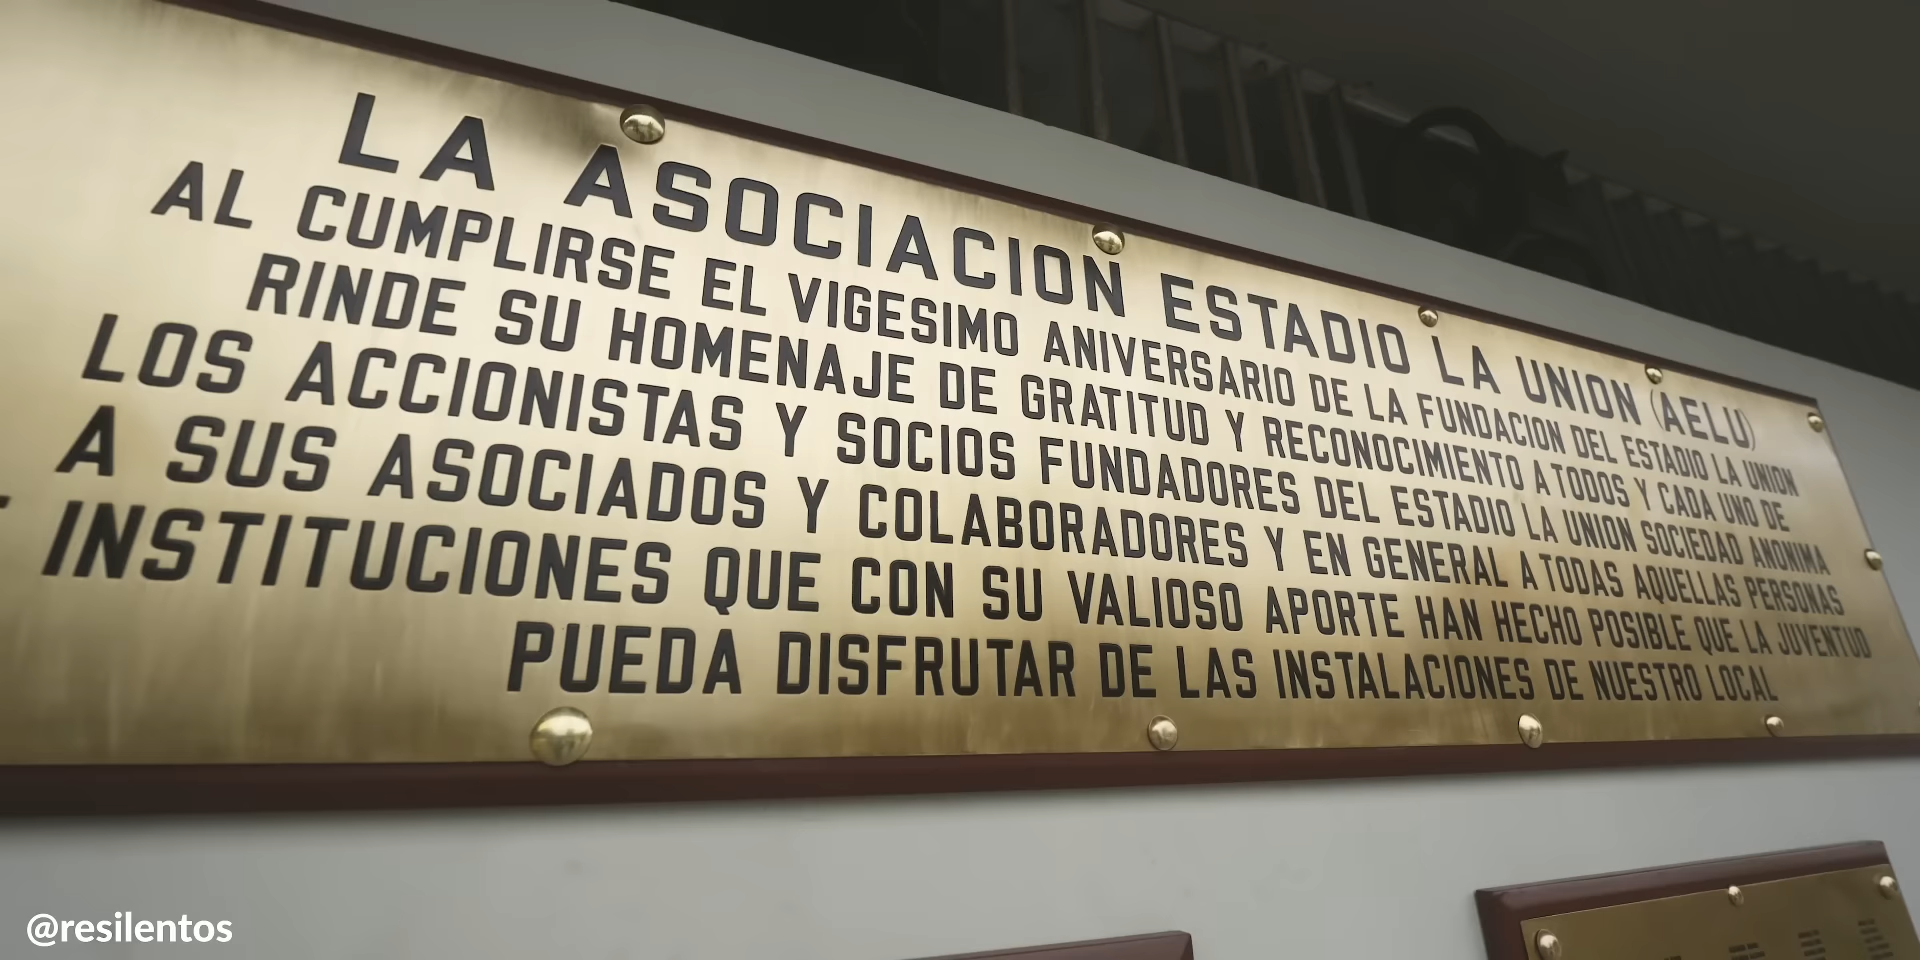 LA ASOCIACION ESTADIO LA UNION (AELU)
AL CUMPLIRSE EL VIGESIMO ANIVERSARIO DE LA FUNDACION DEL ESTADIO LA UNION
RINDE SU HOMENAJE DE GRATITUD Y RECONOCIMIENTO A TODOS Y CADA UNO DE
LOS ACCIONISTAS Y SOCIOS FUNDADORES DEL ESTADIO LA UNION SOCIEDAD ANONIMA
A SUS ASOCIADOS Y COLABORADORES Y EN GENERAL A TODAS AQUELLAS PERSONAS
INSTITUCIONES QUE CON SU VALIOSO APORTE HAN HECHO POSIBLE QUE LA JUVENTUD
PUEDA DISFRUTAR DE LAS INSTALACIONES DE NUESTRO LOCAL
@resilentos